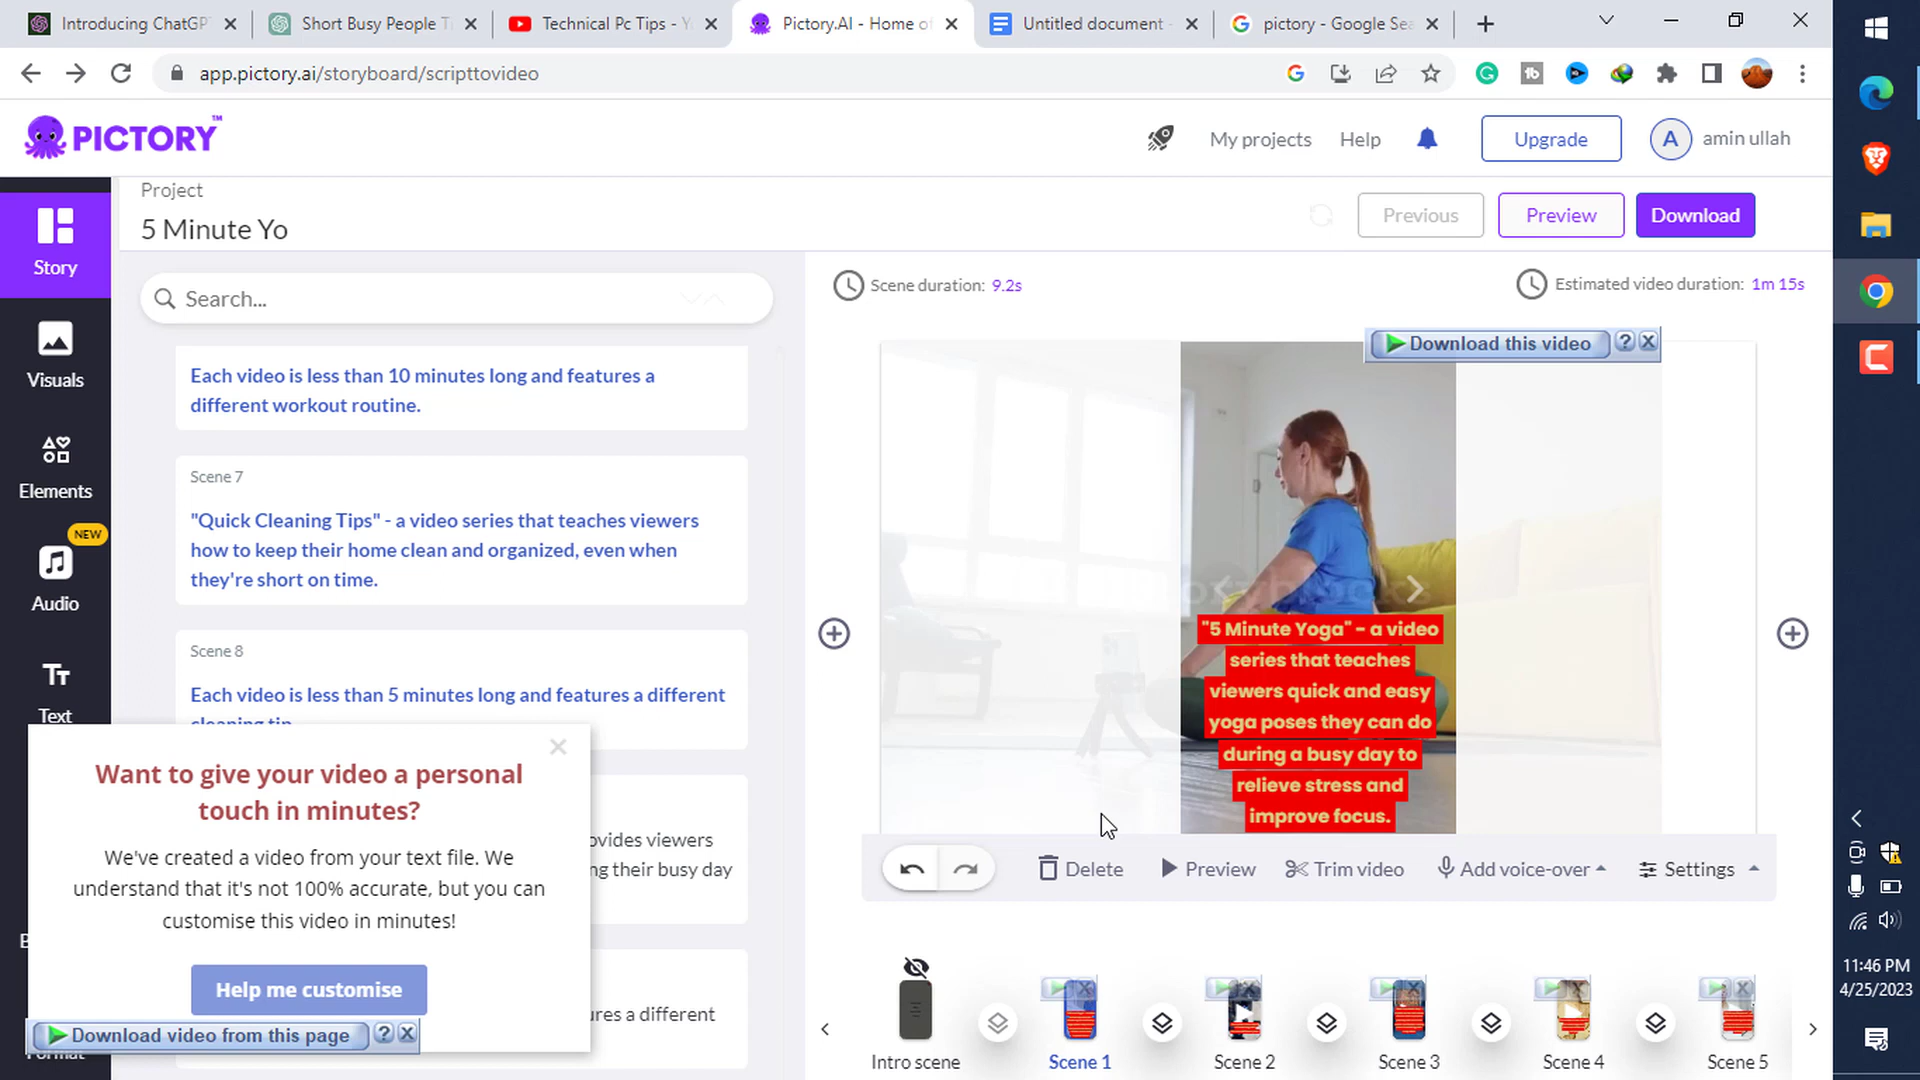 Introducing ChatGP
Short Busy People T
Technical Pc Tips - Y
Pictory.AI - Home of
Untitled document -
pictory - Google Sea
app.pictory.ai/storyboard/scripttovideo
PICTORY™
My projects
Help
Upgrade
A
amin ullah
Project
5 Minute Yo
Previous
Preview
Download
Story
Visuals
Elements
NEW
Audio
Text
Format
Search...
Each video is less than 10 minutes long and features a
different workout routine.
Scene 7
"Quick Cleaning Tips" - a video series that teaches viewers
how to keep their home clean and organized, even when
they're short on time.
Scene 8
Each video is less than 5 minutes long and features a different
cleaning tip
ovides viewers
ng their busy day
ures a different
Want to give your video a personal
touch in minutes?
We've created a video from your text file. We
understand that it's not 100% accurate, but you can
customise this video in minutes!
Help me customise
Download video from this page
Scene duration: 9.2s
Estimated video duration: 1m 15s
Download this video
storyblocks
"5 Minute Yoga" - a video
series that teaches
viewers quick and easy
yoga poses they can do
during a busy day to
relieve stress and
improve focus.
Delete
Preview
Trim video
Add voice-over
Settings
Intro scene
Scene 1
Scene 2
Scene 3
Scene 4
Scene 5
11:46 PM
4/25/2023